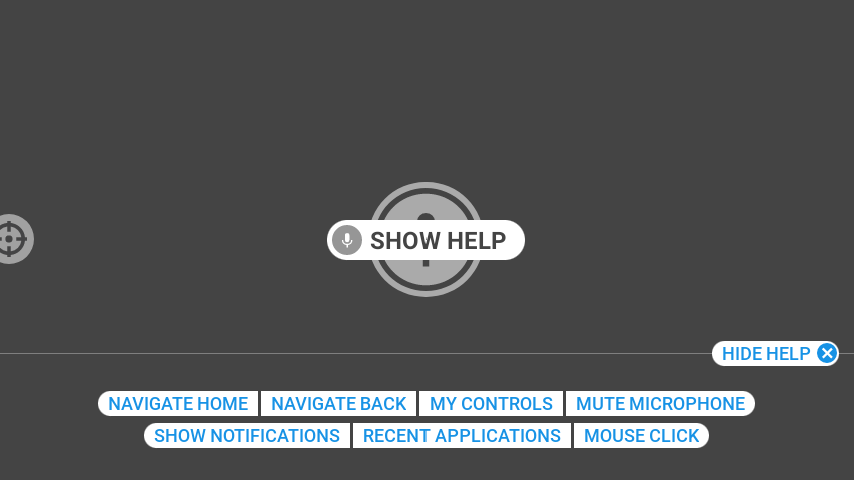 SHOW HELP
HIDE HELP
NAVIGATE HOME NAVIGATE BACK MY CONTROLS MUTE MICROPHONE
SHOW NOTIFICATIONS RECENT APPLICATIONS MOUSE CLICK